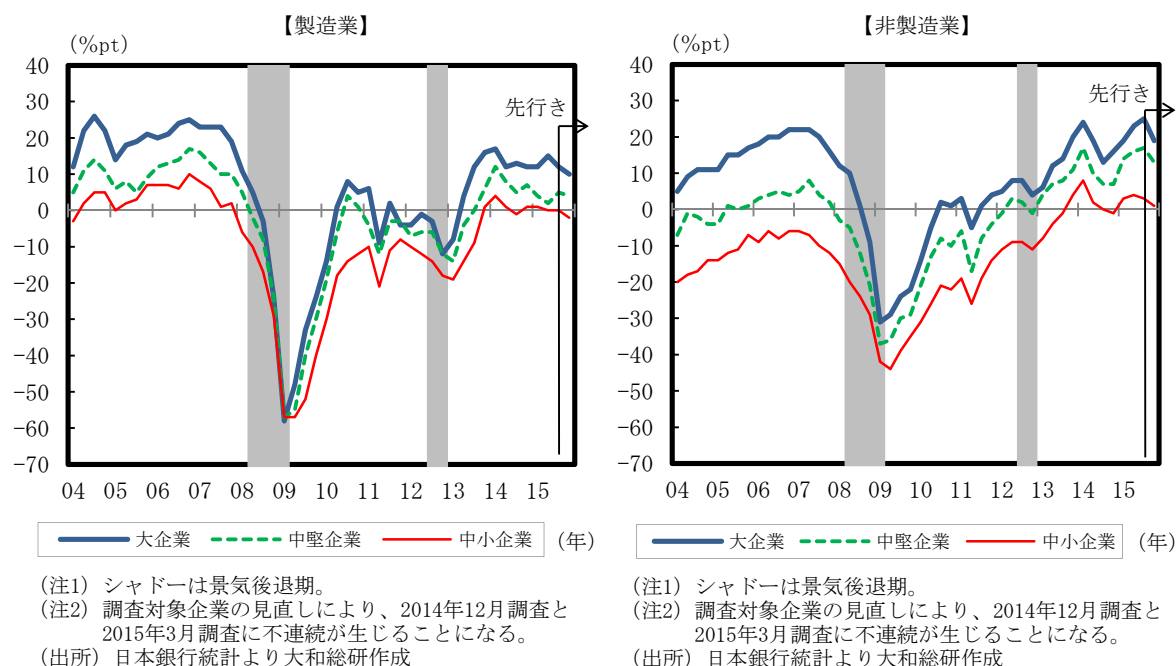 【製造業】
(%pt)
40
30
20
10
0
-10
-20
-30
-40
-50
-60
-70
先行き
04 05 06 07 08 09 10 11 12 13 14 15
大企業 中堅企業 中小企業 (年)
(注1) シャドーは景気後退期。
(注2) 調査対象企業の見直しにより、2014年12月調査と
2015年3月調査に不連続が生じることになる。
(出所) 日本銀行統計より大和総研作成
【非製造業】
(%pt)
40
30
20
10
0
-10
-20
-30
-40
-50
-60
-70
先行き
04 05 06 07 08 09 10 11 12 13 14 15
大企業 中堅企業 中小企業 (年)
(注1) シャドーは景気後退期。
(注2) 調査対象企業の見直しにより、2014年12月調査と
2015年3月調査に不連続が生じることになる。
(出所) 日本銀行統計より大和総研作成